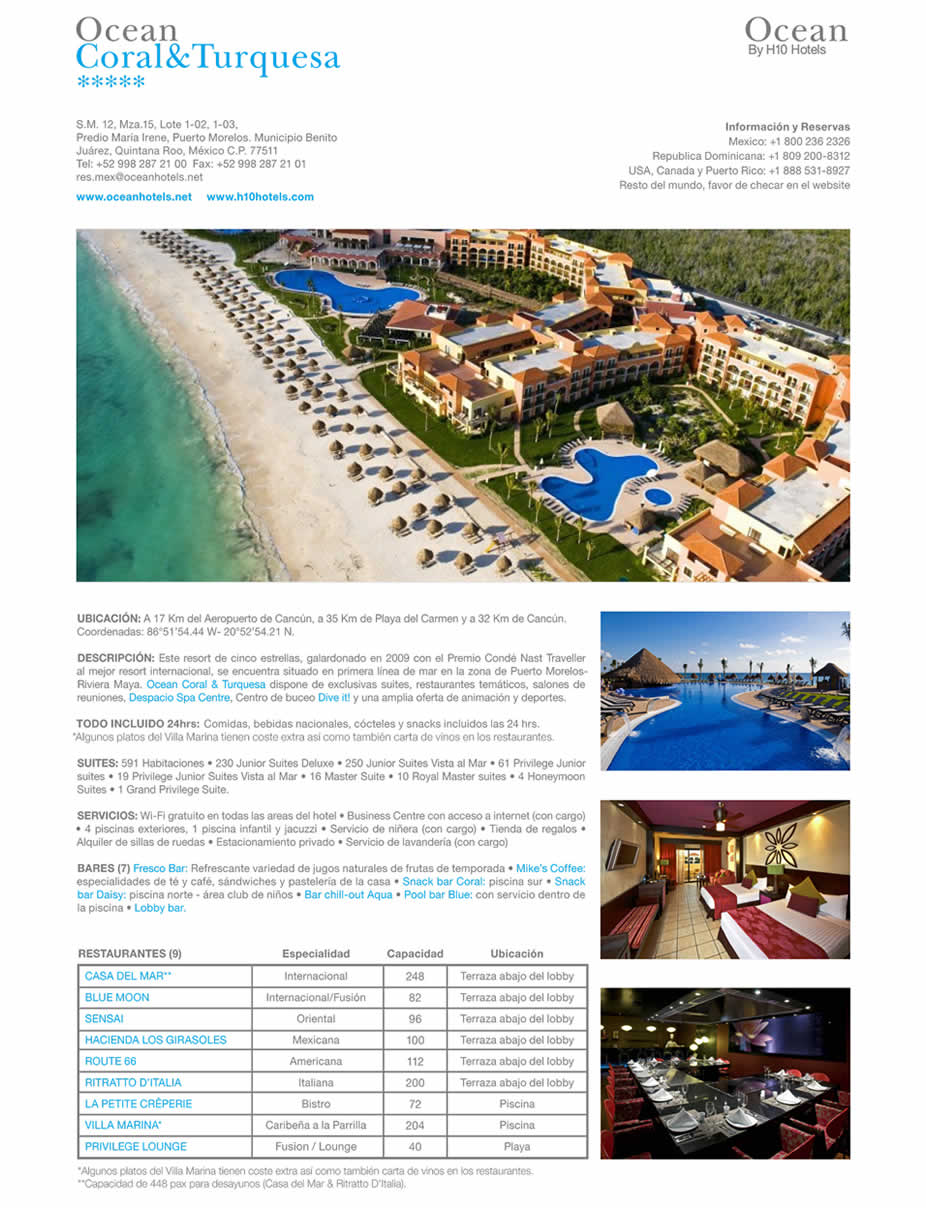 Ocean
Coral&Turquesa
*****
Ocean
By H10 Hotels
S.M. 12, Mza.15, Lote 1-02, 1-03,
Predio María Irene, Puerto Morelos. Municipio Benito
Juárez, Quintana Roo, México C.P. 77511
Tel: +52 998 287 21 00 Fax: +52 998 287 21 01
res.mex@oceanhotels.net
www.oceanhotels.net www.h10hotels.com
Información y Reservas
Mexico: +1 800 236 2326
Republica Dominicana: +1 809 200-8312
USA, Canada y Puerto Rico: +1 888 531-8927
Resto del mundo, favor de checar en el website
UBICACIÓN: A 17 Km del Aeropuerto de Cancún, a 35 Km de Playa del Carmen y a 32 Km de Cancún.
Coordenadas: 86°51'54.44 W- 20°52'54.21 N.
DESCRIPCIÓN: Este resort de cinco estrellas, galardonado en 2009 con el Premio Condé Nast Traveller
al mejor resort internacional, se encuentra situado en primera línea de mar en la zona de Puerto Morelos-
Riviera Maya. Ocean Coral & Turquesa dispone de exclusivas suites, restaurantes temáticos, salones de
reuniones, Despacio Spa Centre, Centro de buceo Dive it! y una amplia oferta de animación y deportes.
TODO INCLUIDO 24hrs: Comidas, bebidas nacionales, cócteles y snacks incluidos las 24 hrs.
*Algunos platos del Villa Marina tienen coste extra así como también carta de vinos en los restaurantes.
SUITES: 591 Habitaciones • 230 Junior Suites Deluxe • 250 Junior Suites Vista al Mar • 61 Privilege Junior
suites • 19 Privilege Junior Suites Vista al Mar • 16 Master Suite • 10 Royal Master suites • 4 Honeymoon
Suites • 1 Grand Privilege Suite.
SERVICIOS: Wi-Fi gratuito en todas las areas del hotel • Business Centre con acceso a internet (con cargo)
• 4 piscinas exteriores, 1 piscina infantil y jacuzzi • Servicio de niñera (con cargo) • Tienda de regalos •
Alquiler de sillas de ruedas • Estacionamiento privado • Servicio de lavandería (con cargo)
BARES (7) Fresco Bar: Refrescante variedad de jugos naturales de frutas de temporada • Mike's Coffee:
especialidades de té y café, sándwiches y pastelería de la casa • Snack bar Coral: piscina sur • Snack
bar Daisy: piscina norte - área club de niños • Bar chill-out Aqua • Pool bar Blue: con servicio dentro de
la piscina • Lobby bar.
RESTAURANTES (9) Especialidad Capacidad Ubicación
CASA DEL MAR** Internacional 248 Terraza abajo del lobby
BLUE MOON Internacional/Fusión 82 Terraza abajo del lobby
SENSAI Oriental 96 Terraza abajo del lobby
HACIENDA LOS GIRASOLES Mexicana 100 Terraza abajo del lobby
ROUTE 66 Americana 112 Terraza abajo del lobby
RITRATTO D'ITALIA Italiana 200 Terraza abajo del lobby
LA PETITE CRÊPERIE Bistro 72 Piscina
VILLA MARINA* Caribeña a la Parrilla 204 Piscina
PRIVILEGE LOUNGE Fusion / Lounge 40 Playa
*Algunos platos del Villa Marina tienen coste extra así como también carta de vinos en los restaurantes.
**Capacidad de 448 pax para desayunos (Casa del Mar & Ritratto D'Italia).